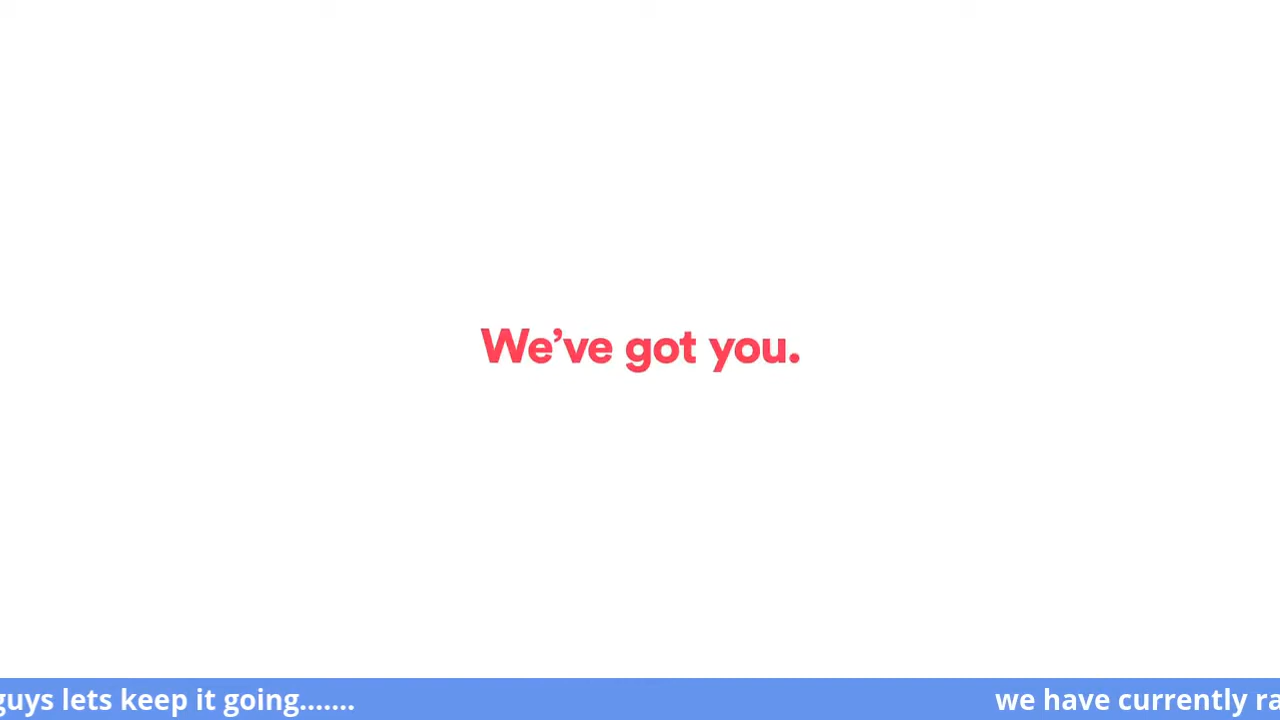 We’ve got you.
guys lets keep it going....... we have currently